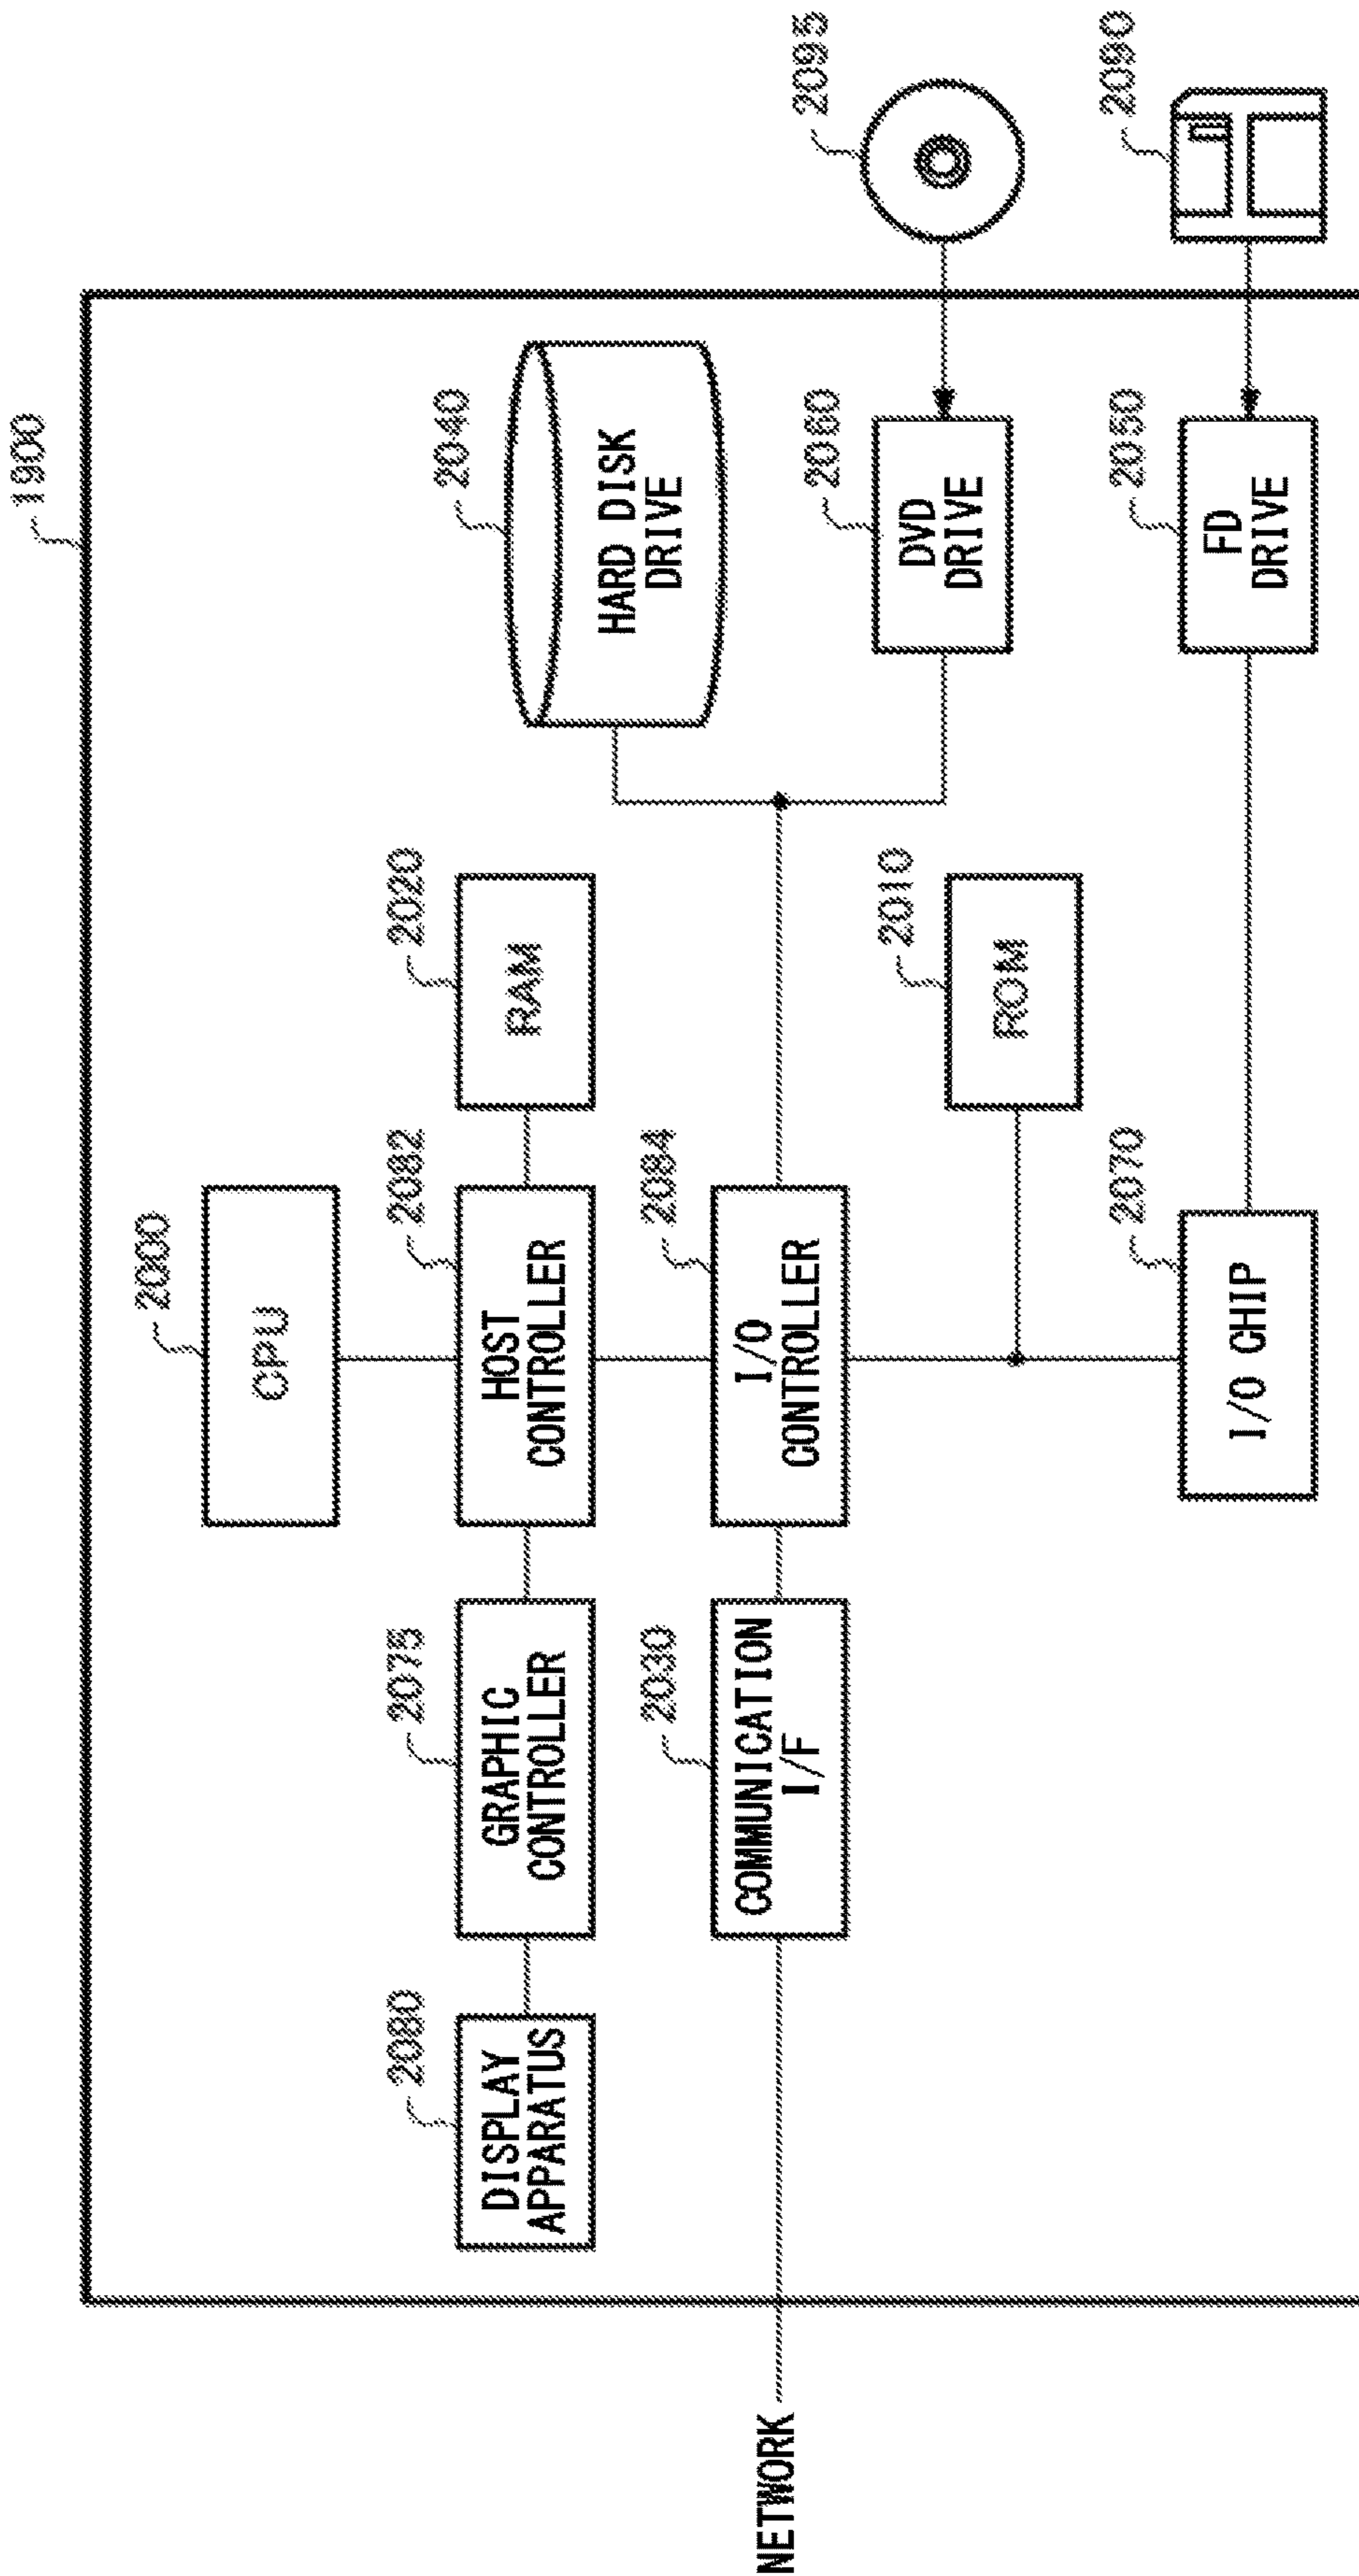 1900
2000
CPU
2080
DISPLAY
APPARATUS
2075
GRAPHIC
CONTROLLER
2082
HOST
CONTROLLER
2020
RAM
2040
HARD DISK
DRIVE
NETWORK
2030
COMMUNICATION
I/F
2084
I/O
CONTROLLER
2060
DVD
DRIVE
2095
2010
ROM
2070
I/O CHIP
2050
FD
DRIVE
2090